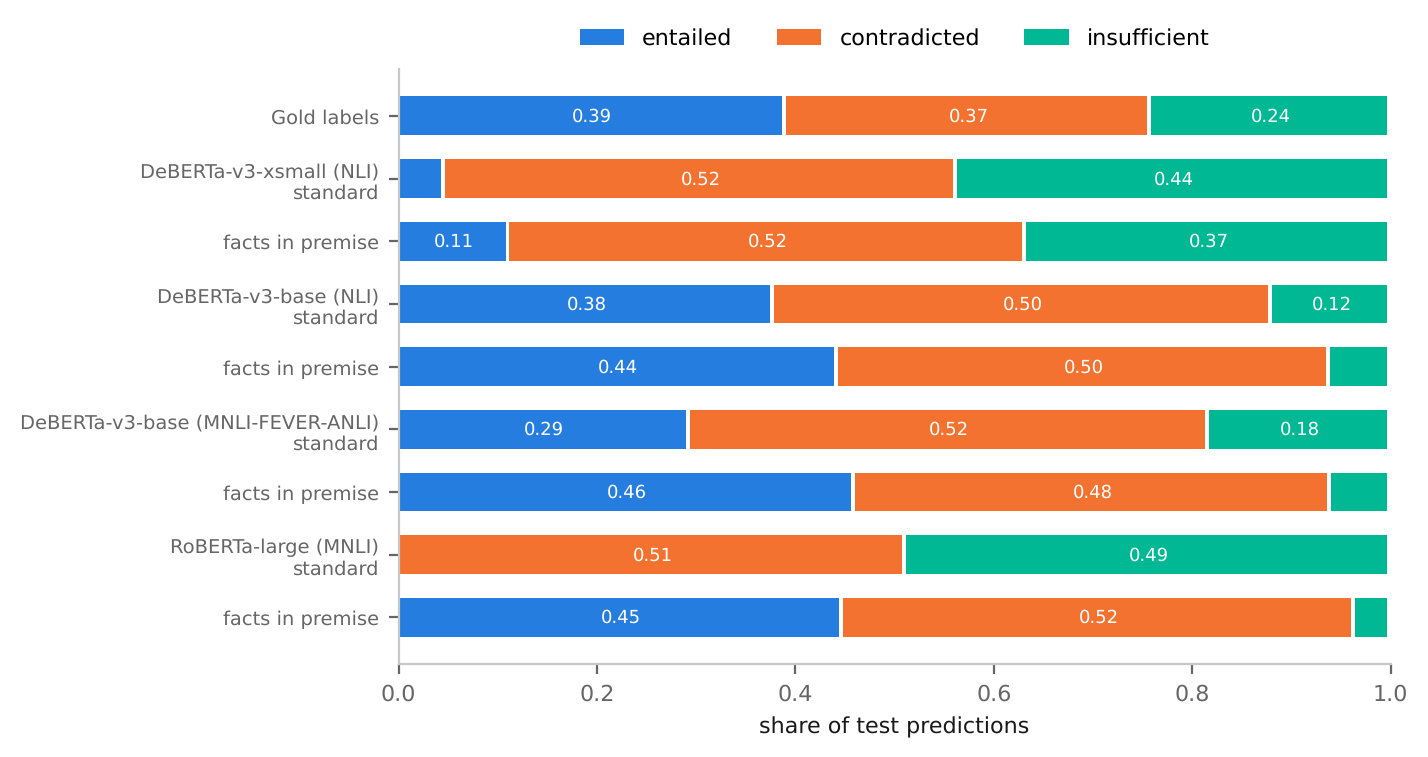 entailed contradicted insufficient
Gold labels 0.39 0.37 0.24
DeBERTa-v3-xsmall (NLI)
standard 0.52 0.44
facts in premise 0.11 0.52 0.37
DeBERTa-v3-base (NLI)
standard 0.38 0.50 0.12
facts in premise 0.44 0.50
DeBERTa-v3-base (MNLI-FEVER-ANLI)
standard 0.29 0.52 0.18
facts in premise 0.46 0.48
RoBERTa-large (MNLI)
standard 0.51 0.49
facts in premise 0.45 0.52
0.0 0.2 0.4 0.6 0.8 1.0
share of test predictions